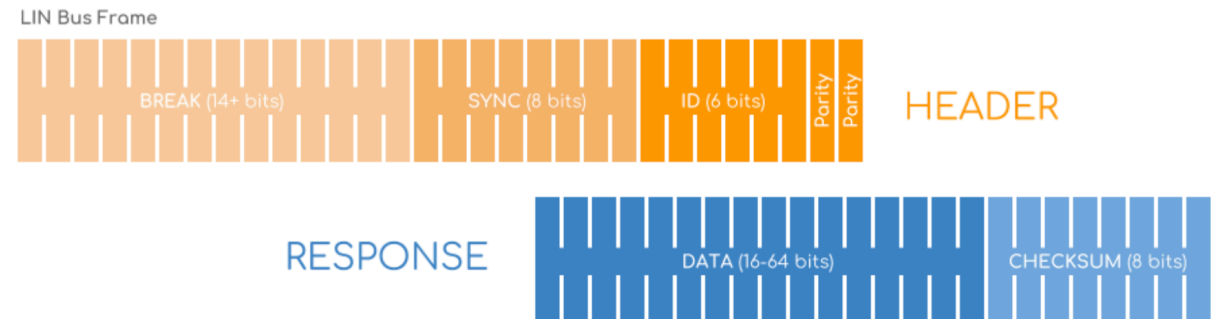 LIN Bus Frame
BREAK (14+ bits) SYNC (8 bits) ID (6 bits) Parity Parity HEADER
RESPONSE DATA (16-64 bits) CHECKSUM (8 bits)